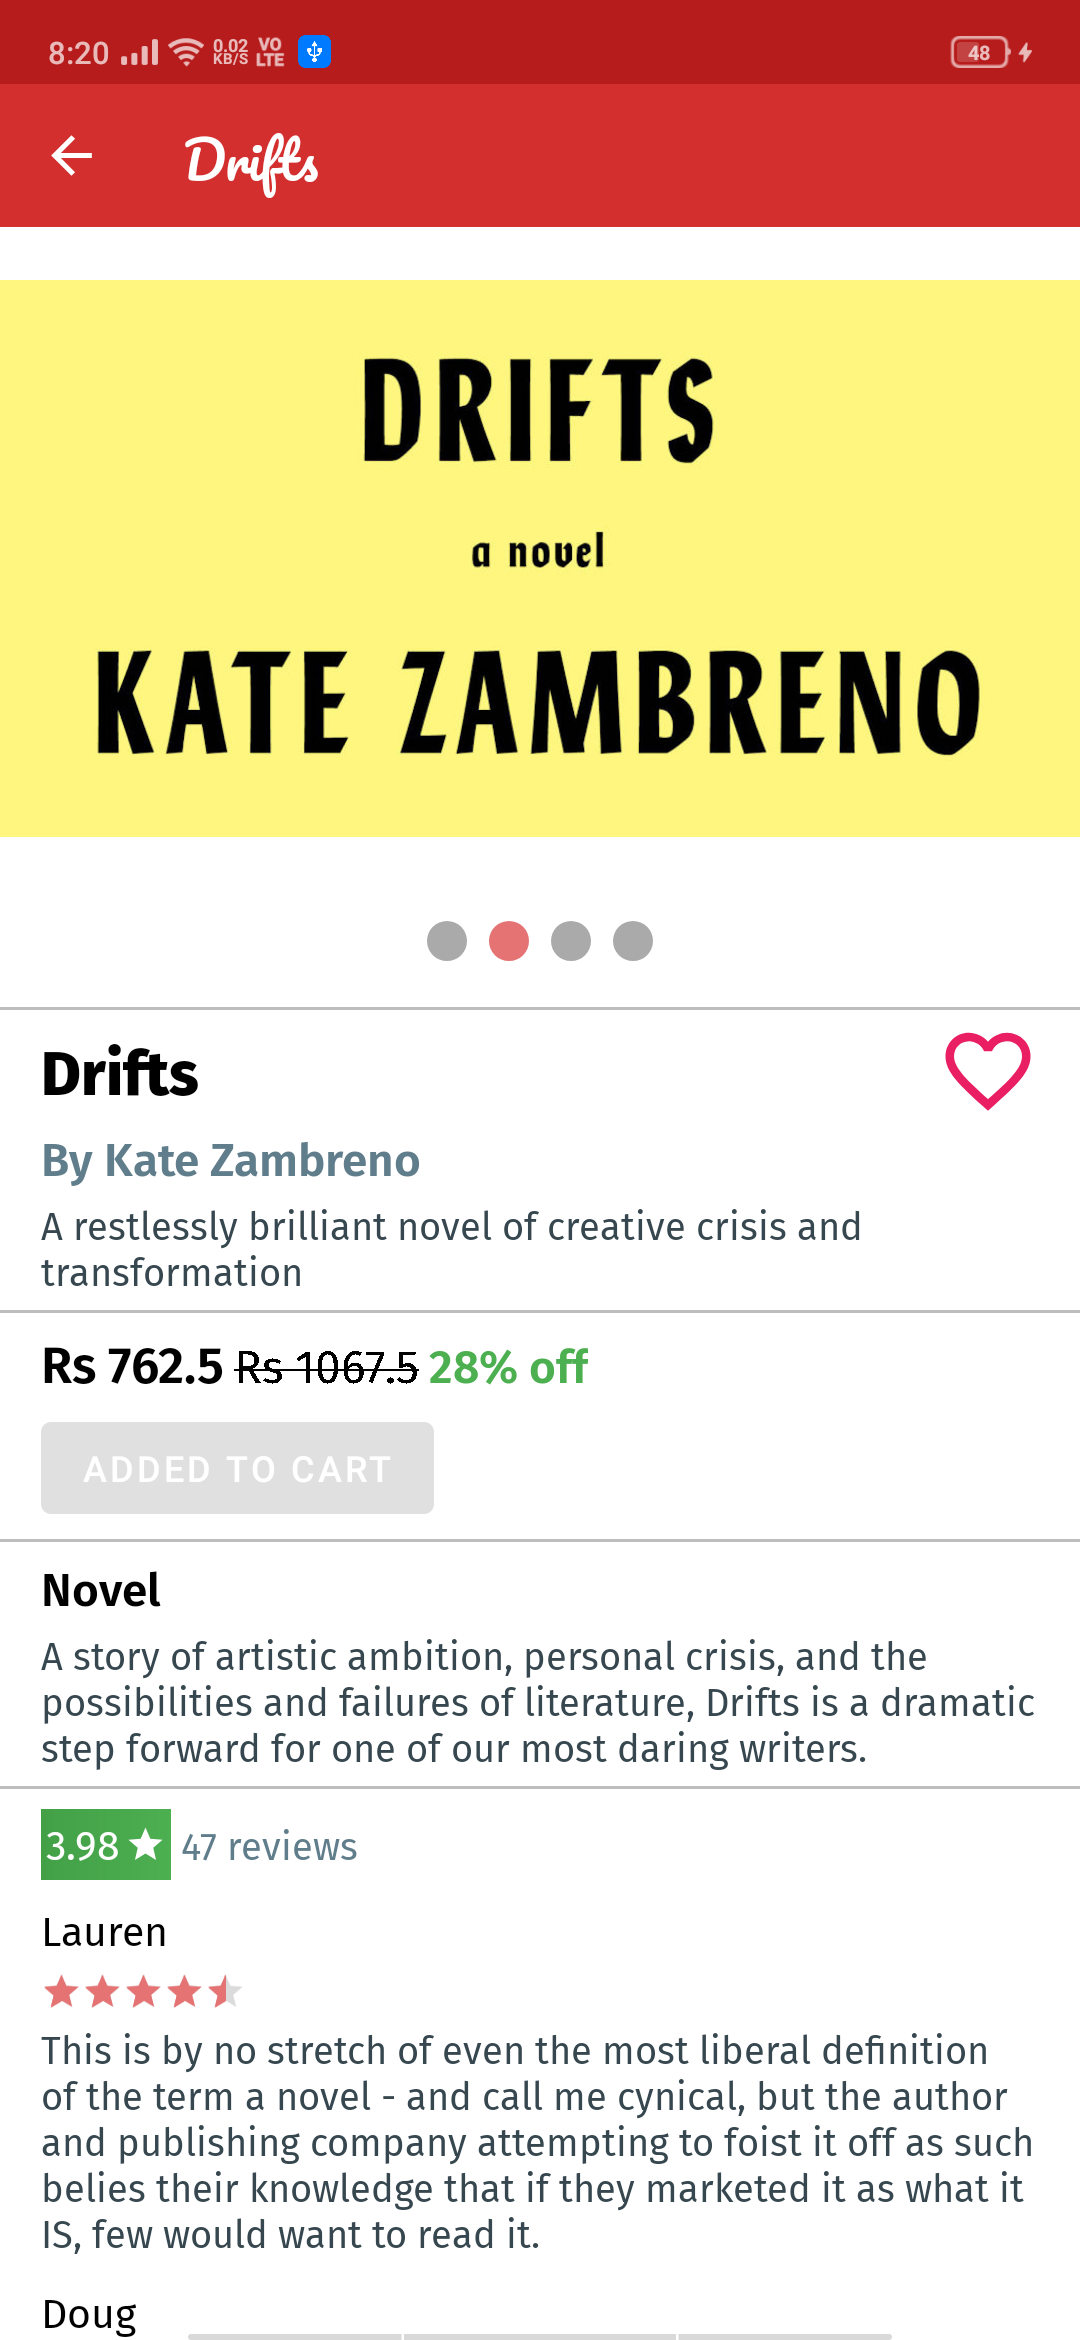 8:20 0.02 KB/S VO LTE 48
Drifts
DRIFTS
a novel
KATE ZAMBRENO
Drifts
By Kate Zambreno
A restlessly brilliant novel of creative crisis and
transformation
Rs 762.5 Rs 1067.5 28% off
ADDED TO CART
Novel
A story of artistic ambition, personal crisis, and the
possibilities and failures of literature, Drifts is a dramatic
step forward for one of our most daring writers.
3.98 47 reviews
Lauren
This is by no stretch of even the most liberal definition
of the term a novel - and call me cynical, but the author
and publishing company attempting to foist it off as such
belies their knowledge that if they marketed it as what it
IS, few would want to read it.
Doug